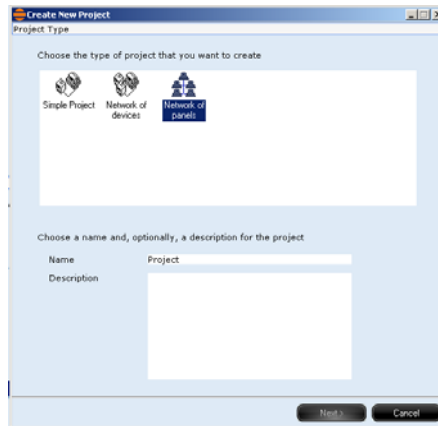 Create New Project
Project Type
Choose the type of project that you want to create
Simple Project
Network of
devices
Network of
panels
Choose a name and, optionally, a description for the project
Name
Project
Description
Next >
Cancel